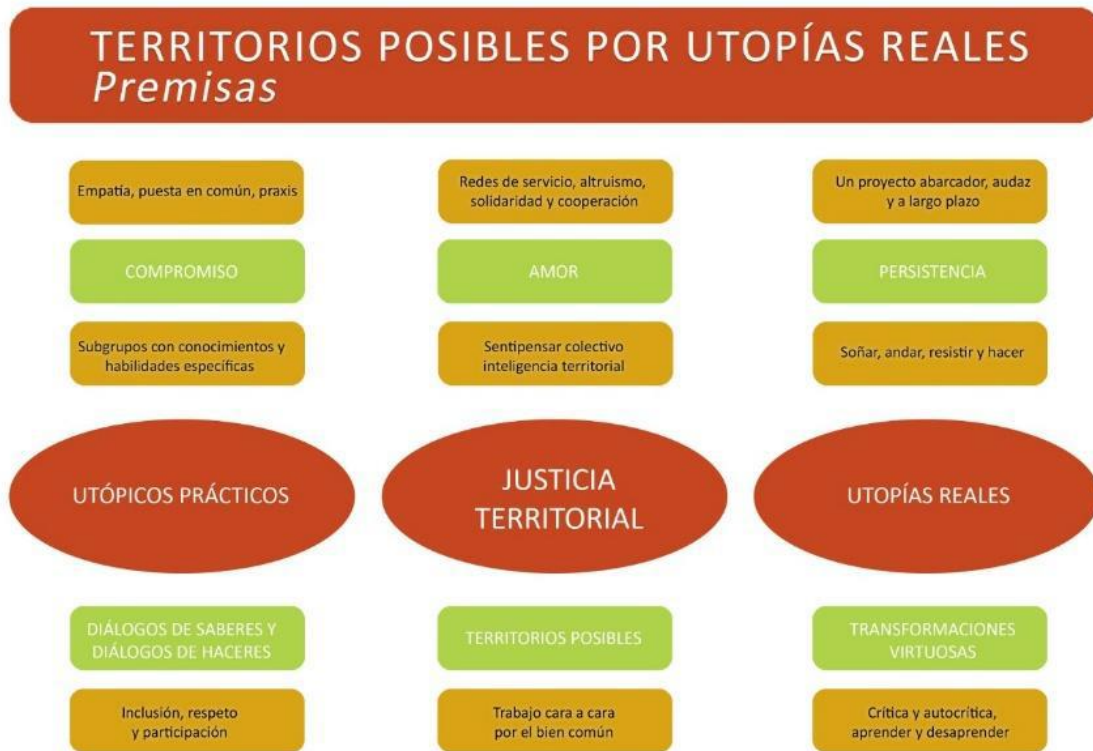 TERRITORIOS POSIBLES POR UTOPÍAS REALES
Premisas
Empatía, puesta en común, praxis
Redes de servicio, altruismo,
solidaridad y cooperación
Un proyecto abarcador, audaz
y a largo plazo
COMPROMISO
AMOR
PERSISTENCIA
Subgrupos con conocimientos y
habilidades específicas
Sentipensar colectivo
inteligencia territorial
Soñar, andar, resistir y hacer
UTÓPICOS PRÁCTICOS
JUSTICIA
TERRITORIAL
UTOPÍAS REALES
DIÁLOGOS DE SABERES Y
DIÁLOGOS DE HACERES
TERRITORIOS POSIBLES
TRANSFORMACIONES
VIRTUOSAS
Inclusión, respeto
y participación
Trabajo cara a cara
por el bien común
Crítica y autocrítica,
aprender y desaprender